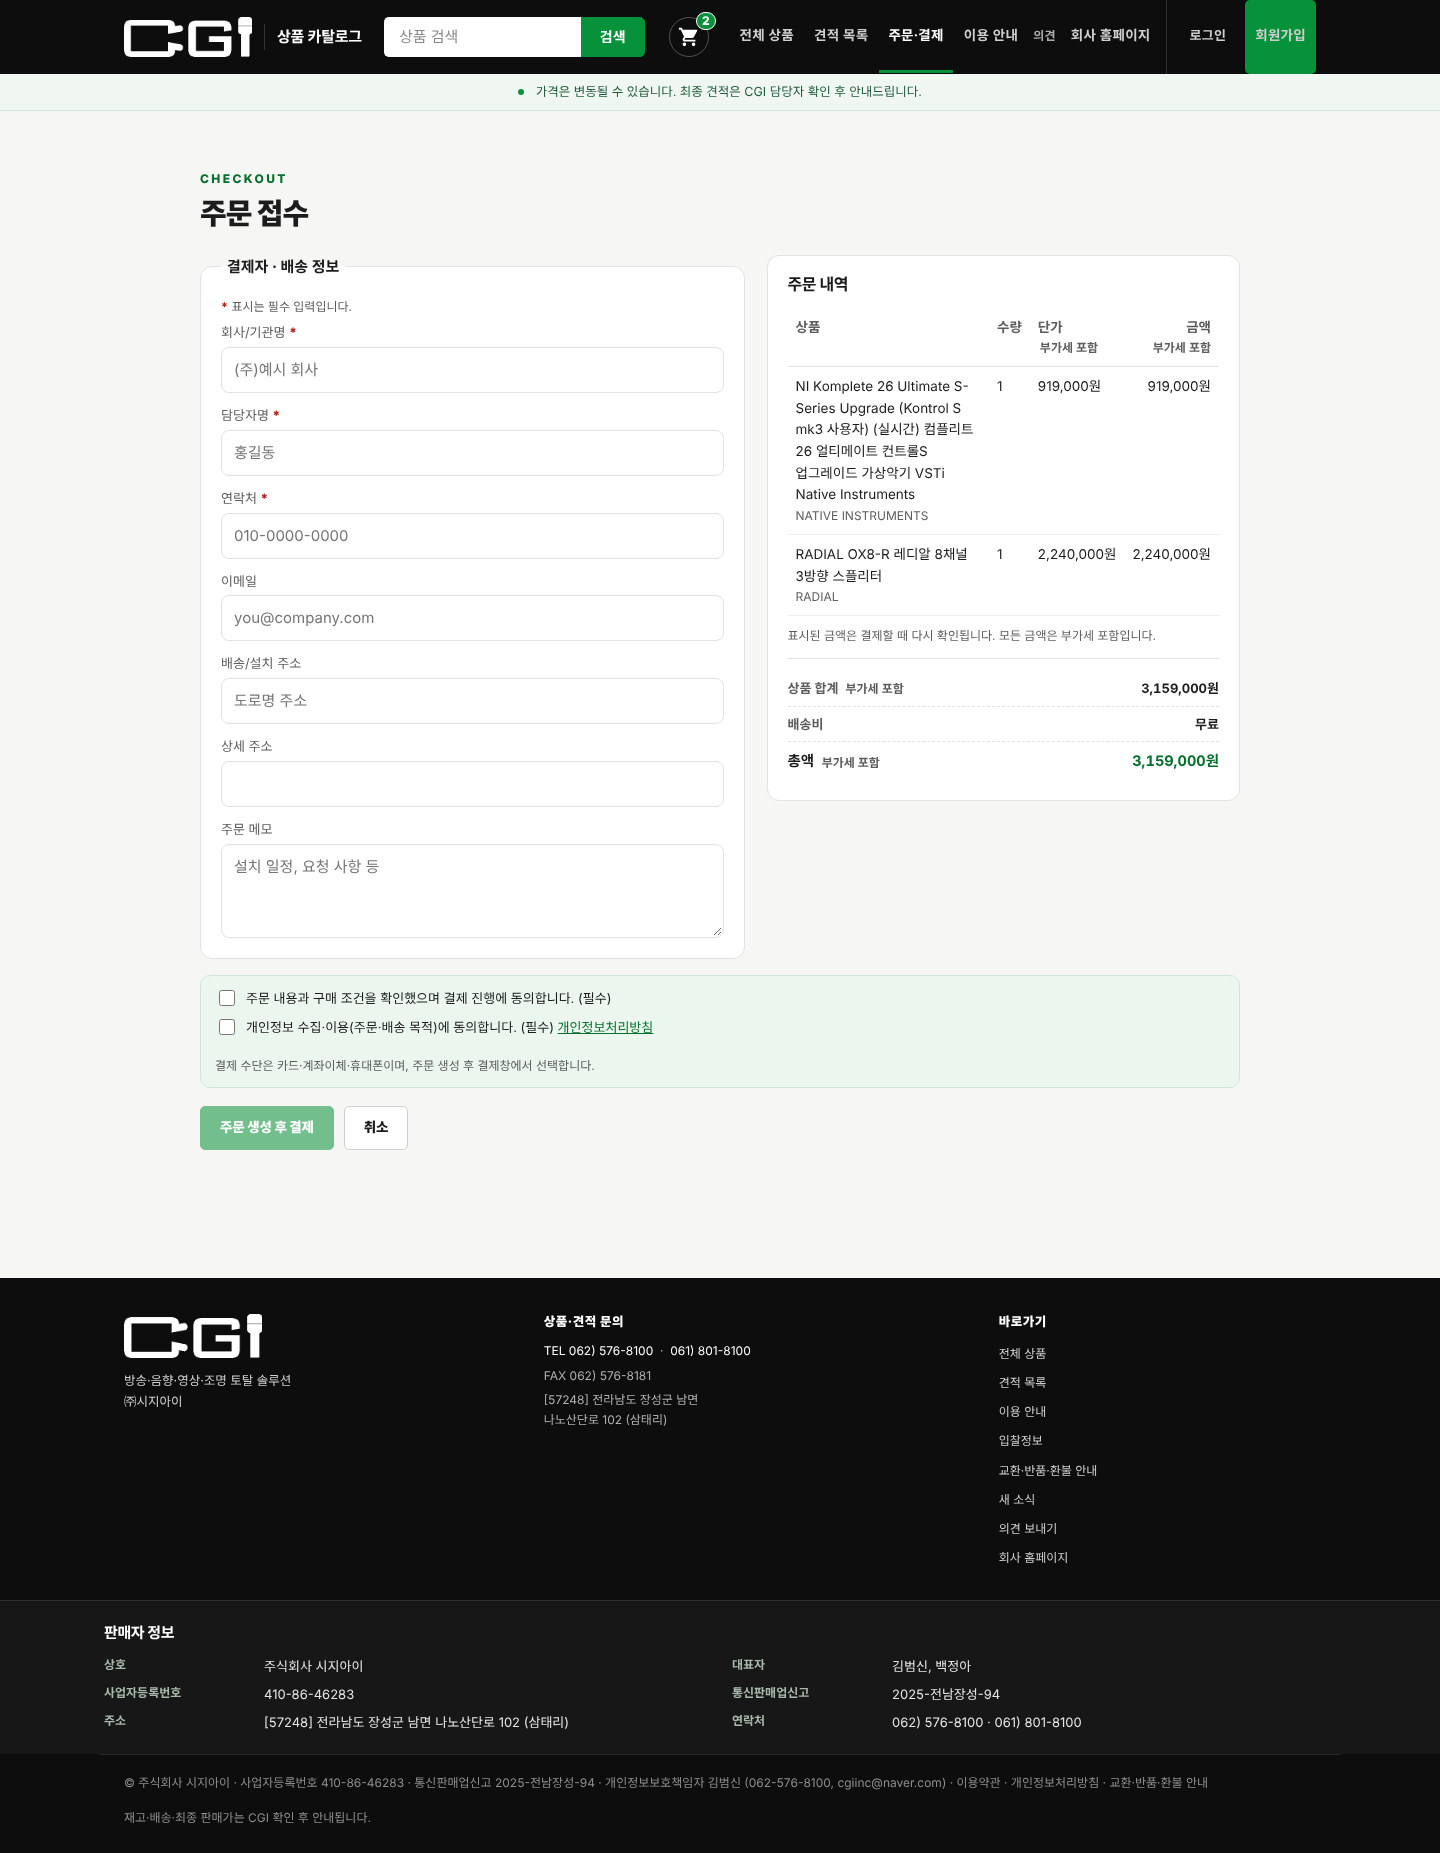 CGI 상품 카탈로그 상품 검색 검색 2 전체 상품 견적 목록 주문·결제 이용 안내 의견 회사 홈페이지 로그인 회원가입
가격은 변동될 수 있습니다. 최종 견적은 CGI 담당자 확인 후 안내드립니다.
CHECKOUT
주문 접수
결제자 · 배송 정보
* 표시는 필수 입력입니다.
회사/기관명 *
(주)예시 회사
담당자명 *
홍길동
연락처 *
010-0000-0000
이메일
you@company.com
배송/설치 주소
도로명 주소
상세 주소
주문 메모
설치 일정, 요청 사항 등
주문 내역
상품 수량 단가 금액
부가세 포함 부가세 포함
NI Komplete 26 Ultimate S- 1 919,000원 919,000원
Series Upgrade (Kontrol S
mk3 사용자) (실시간) 컴플리트
26 얼티메이트 컨트롤S
업그레이드 가상악기 VSTi
Native Instruments
NATIVE INSTRUMENTS
RADIAL OX8-R 레디알 8채널 1 2,240,000원 2,240,000원
3방향 스플리터
RADIAL
표시된 금액은 결제할 때 다시 확인됩니다. 모든 금액은 부가세 포함입니다.
상품 합계 부가세 포함 3,159,000원
배송비 무료
총액 부가세 포함 3,159,000원
주문 내용과 구매 조건을 확인했으며 결제 진행에 동의합니다. (필수)
개인정보 수집·이용(주문·배송 목적)에 동의합니다. (필수) 개인정보처리방침
결제 수단은 카드·계좌이체·휴대폰이며, 주문 생성 후 결제창에서 선택합니다.
주문 생성 후 결제 취소
CGI
방송·음향·영상·조명 토탈 솔루션
㈜시지아이
상품·견적 문의
TEL 062) 576-8100 · 061) 801-8100
FAX 062) 576-8181
[57248] 전라남도 장성군 남면
나노산단로 102 (삼태리)
바로가기
전체 상품
견적 목록
이용 안내
입찰정보
교환·반품·환불 안내
새 소식
의견 보내기
회사 홈페이지
판매자 정보
상호 주식회사 시지아이 대표자 김범신, 백정아
사업자등록번호 410-86-46283 통신판매업신고 2025-전남장성-94
주소 [57248] 전라남도 장성군 남면 나노산단로 102 (삼태리) 연락처 062) 576-8100 · 061) 801-8100
© 주식회사 시지아이 · 사업자등록번호 410-86-46283 · 통신판매업신고 2025-전남장성-94 · 개인정보보호책임자 김범신 (062-576-8100, cgiinc@naver.com) · 이용약관 · 개인정보처리방침 · 교환·반품·환불 안내
재고·배송·최종 판매가는 CGI 확인 후 안내됩니다.